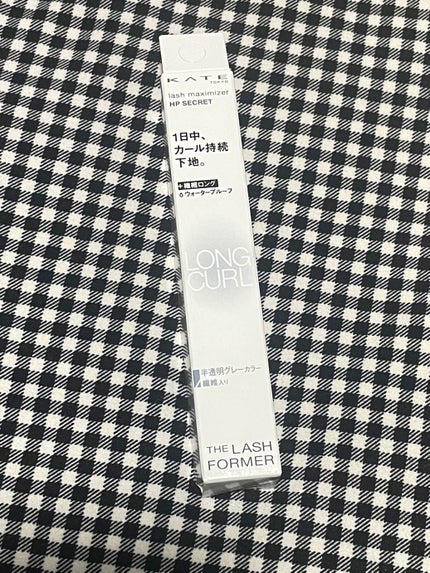 KATE
TOKYO
lash maximizer
HP SECRET
1日中、
カール持続
下地。
+繊細ロング
ウォータープルーフ
LONG
CURL
半透明グレーカラー
繊維入り
THE LASH
FORMER